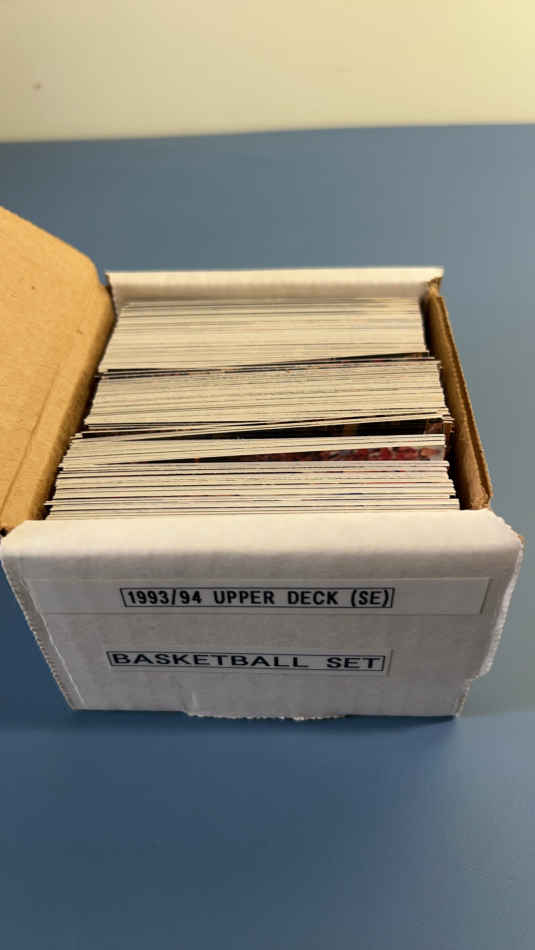 1993/94 UPPER DECK (SE)
BASKETBALL SET